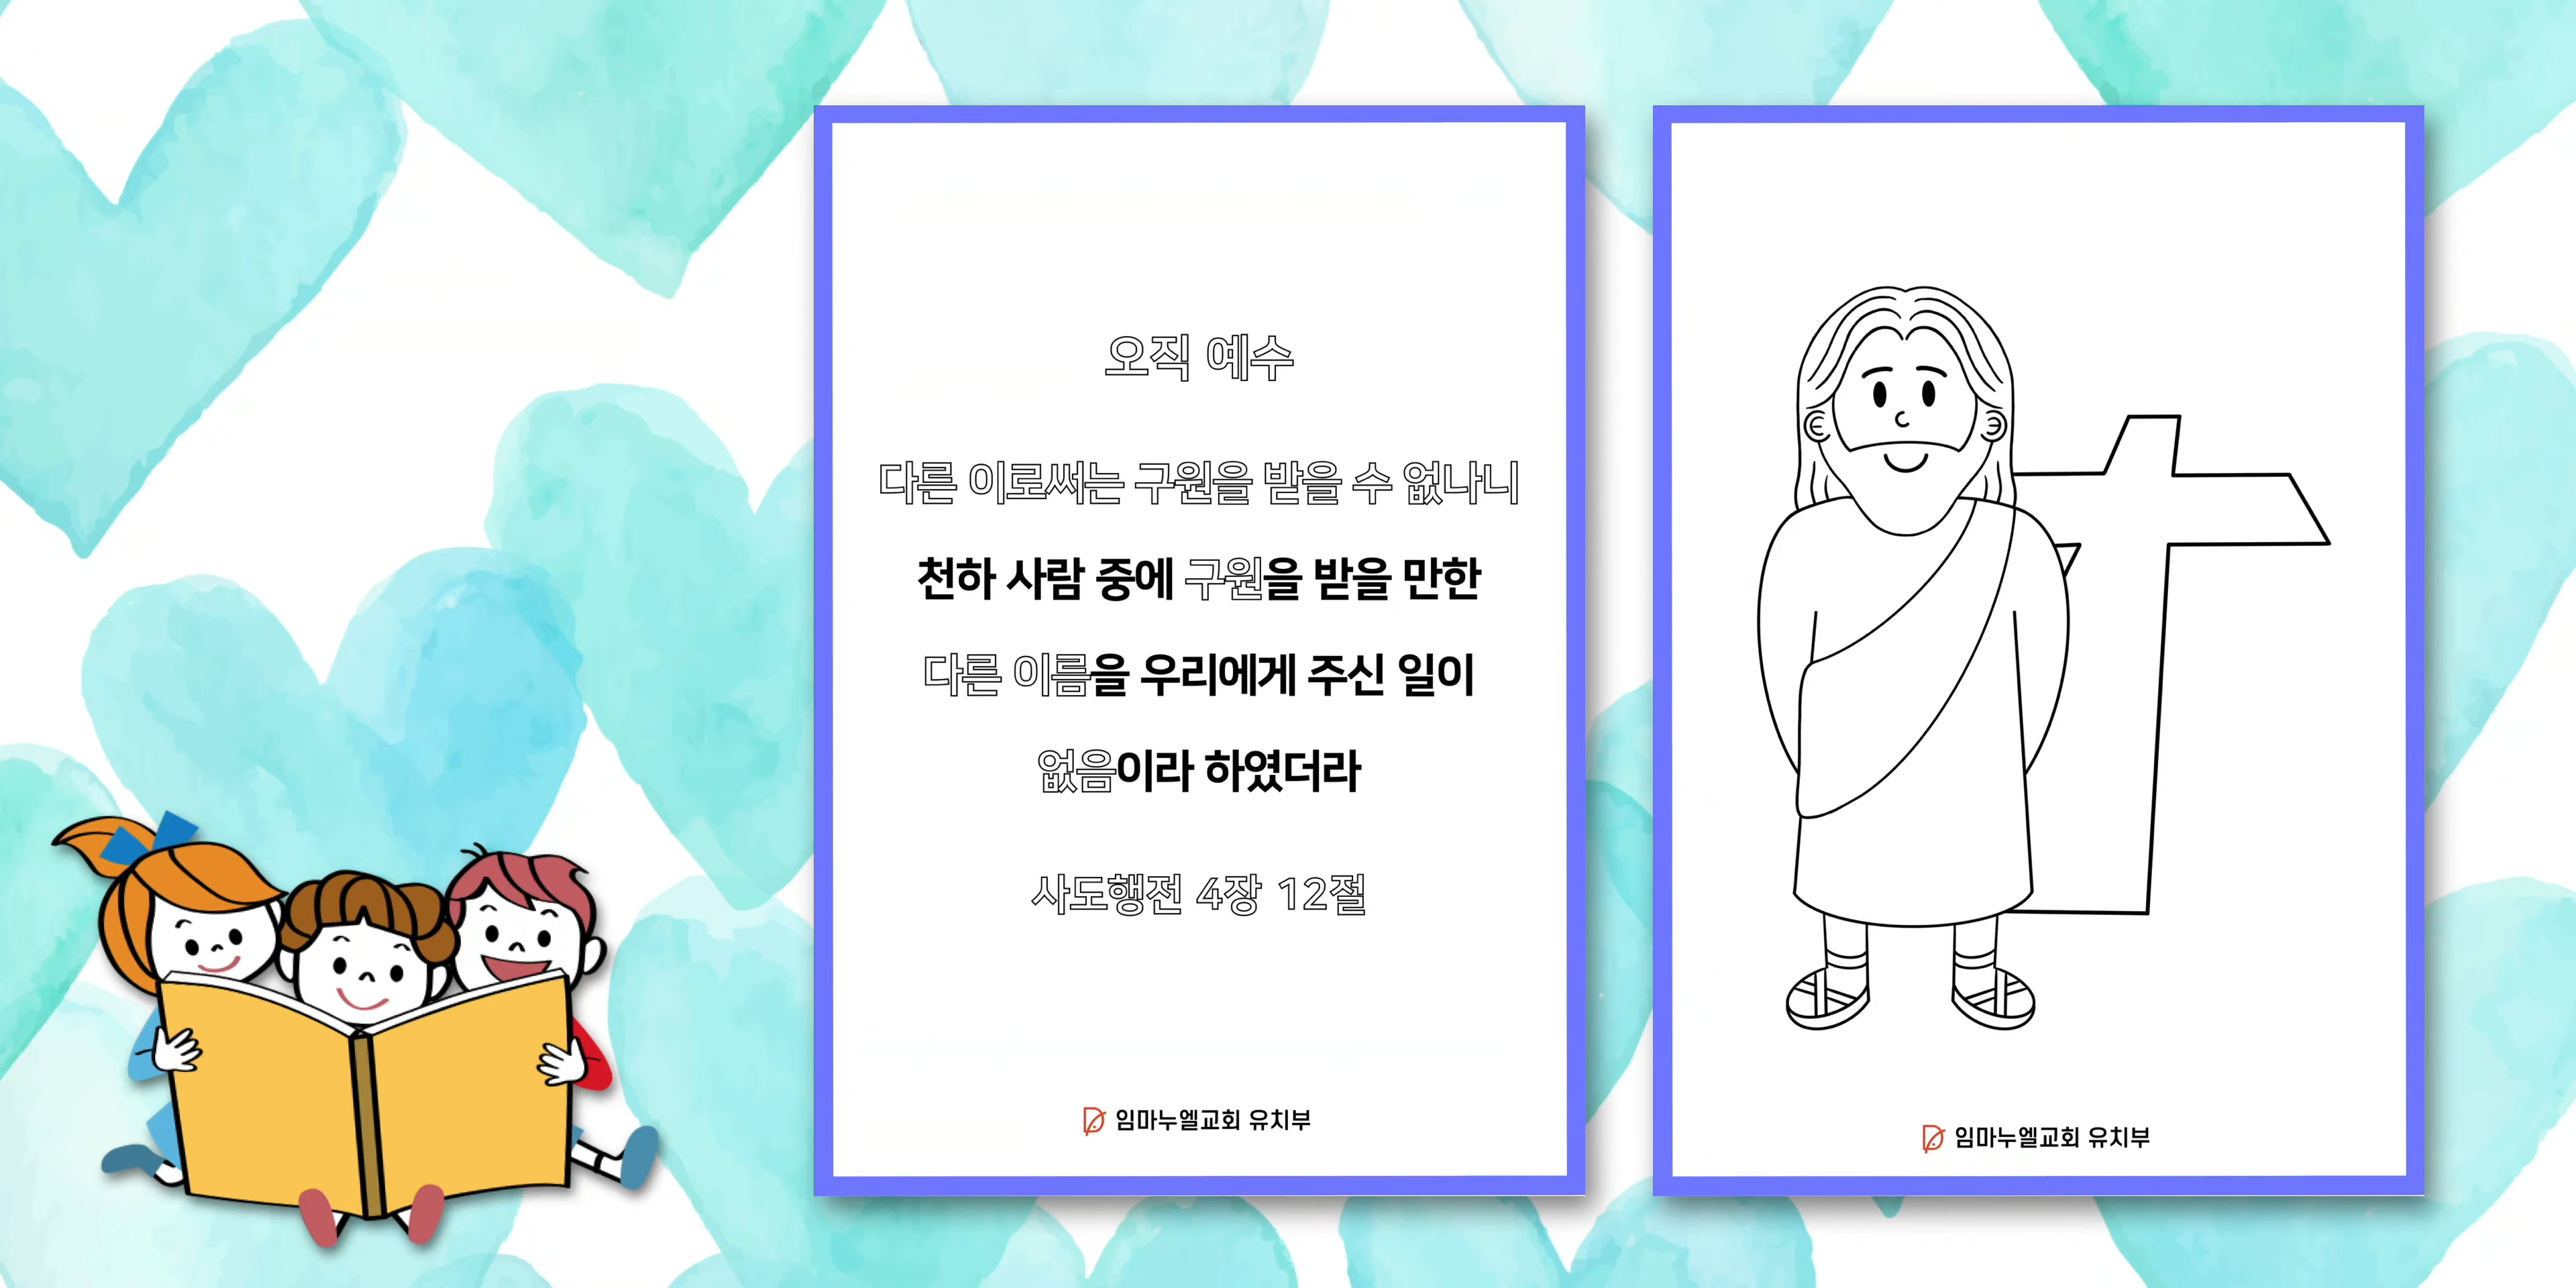 오직 예수
다른 이로써는 구원을 받을 수 없나니
천하 사람 중에 구원을 받을 만한
다른 이름을 우리에게 주신 일이
없음이라 하였더라
사도행전 4장 12절
임마누엘교회 유치부
임마누엘교회 유치부